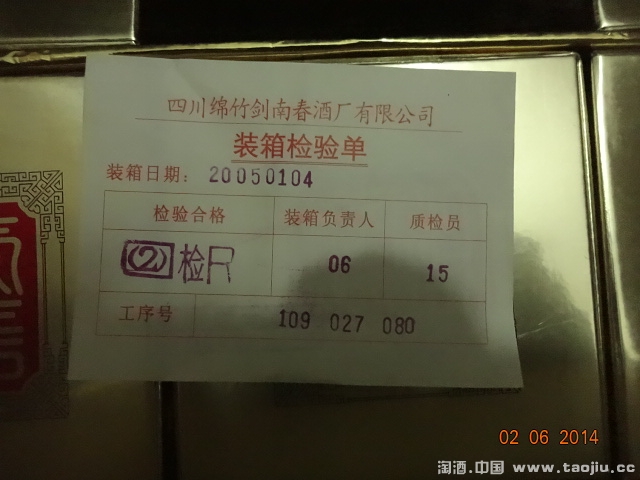 四川绵竹剑南春酒厂有限公司
装箱检验单
装箱日期: 20050104
检验合格 装箱负责人 质检员
(2) 检R 06 15
工序号 109 027 080
02 06 2014
淘酒.中国 www.taojiu.cc